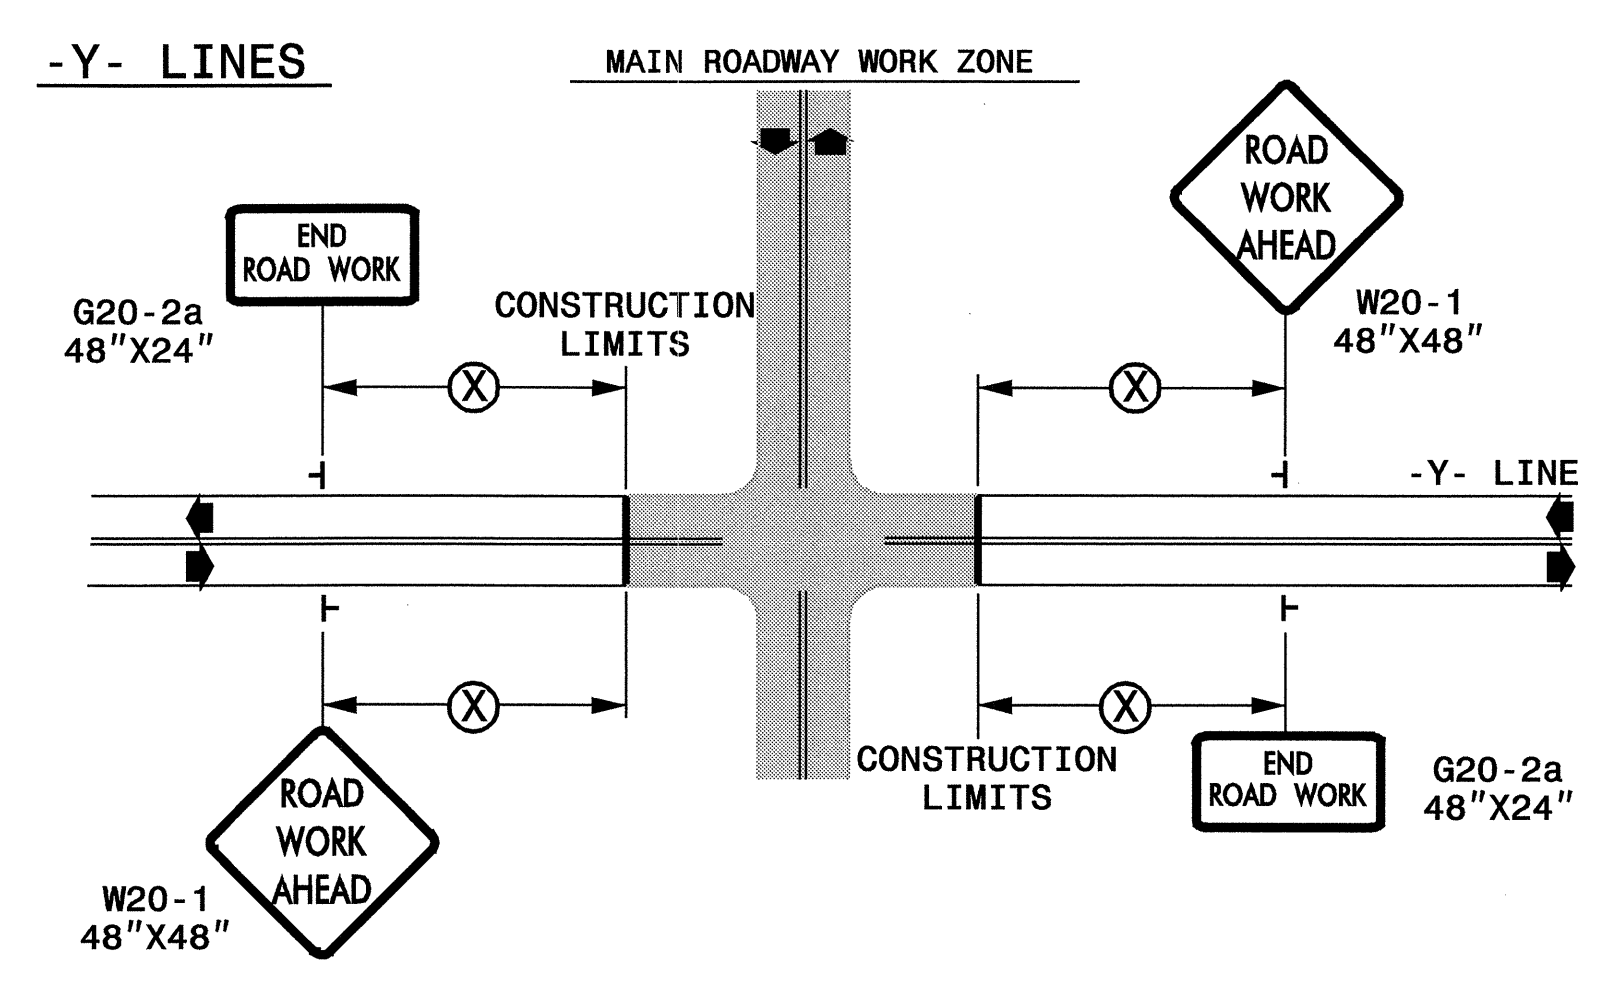 -Y- LINES
MAIN ROADWAY WORK ZONE
ROAD
WORK
AHEAD
END
ROAD WORK
G20-2a
48"X24"
CONSTRUCTION
LIMITS
W20-1
48"X48"
X
X
-Y- LINE
X
X
CONSTRUCTION
LIMITS
END
ROAD WORK
G20-2a
48"X24"
ROAD
WORK
AHEAD
W20-1
48"X48"